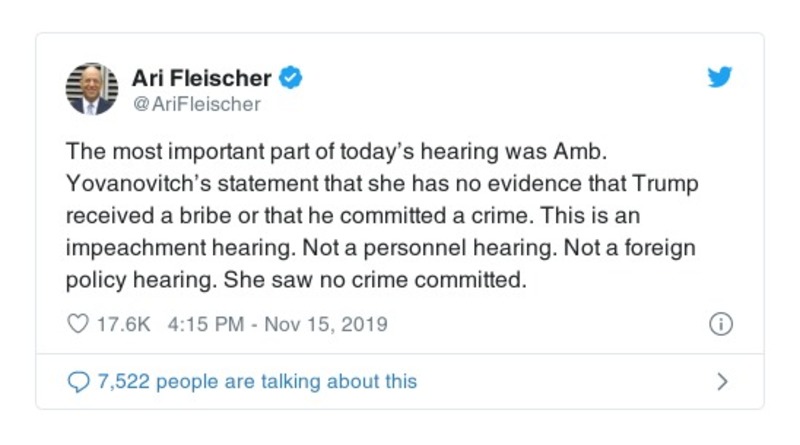 Ari Fleischer
@AriFleischer
The most important part of today’s hearing was Amb.
Yovanovitch’s statement that she has no evidence that Trump
received a bribe or that he committed a crime. This is an
impeachment hearing. Not a personnel hearing. Not a foreign
policy hearing. She saw no crime committed.
17.6K 4:15 PM - Nov 15, 2019
7,522 people are talking about this